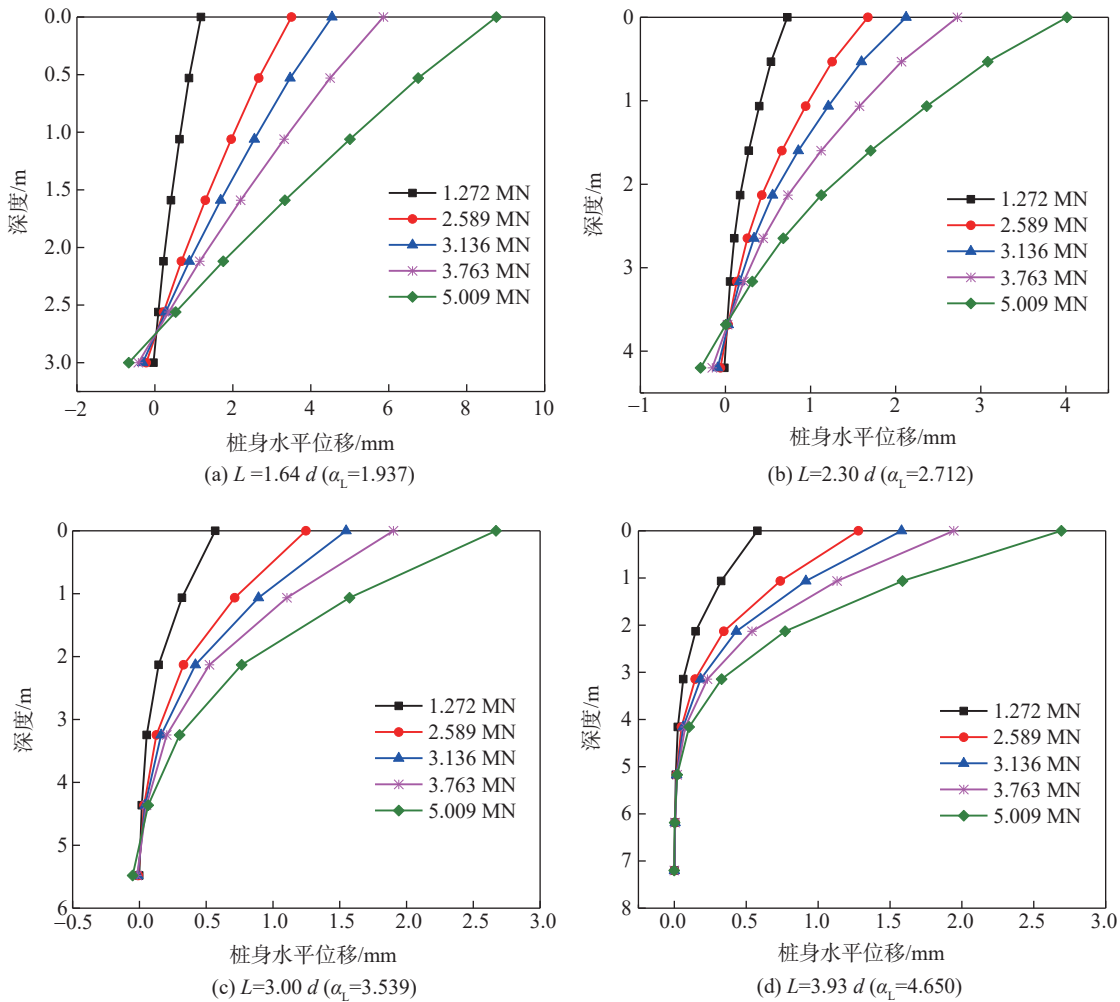 0.0
0.5
1.0
1.5
2.0
2.5
3.0
深度/m
1.272 MN
2.589 MN
3.136 MN
3.763 MN
5.009 MN
−2 0 2 4 6 8 10
桩身水平位移/mm
(a) L =1.64 d (αL=1.937)
0
1
2
3
4
深度/m
1.272 MN
2.589 MN
3.136 MN
3.763 MN
5.009 MN
−1 0 1 2 3 4
桩身水平位移/mm
(b) L=2.30 d (αL=2.712)
0
1
2
3
4
5
6
深度/m
1.272 MN
2.589 MN
3.136 MN
3.763 MN
5.009 MN
−0.5 0.0 0.5 1.0 1.5 2.0 2.5 3.0
桩身水平位移/mm
(c) L=3.00 d (αL=3.539)
0
1
2
3
4
5
6
7
8
深度/m
1.272 MN
2.589 MN
3.136 MN
3.763 MN
5.009 MN
0.0 0.5 1.0 1.5 2.0 2.5 3.0
桩身水平位移/mm
(d) L=3.93 d (αL=4.650)